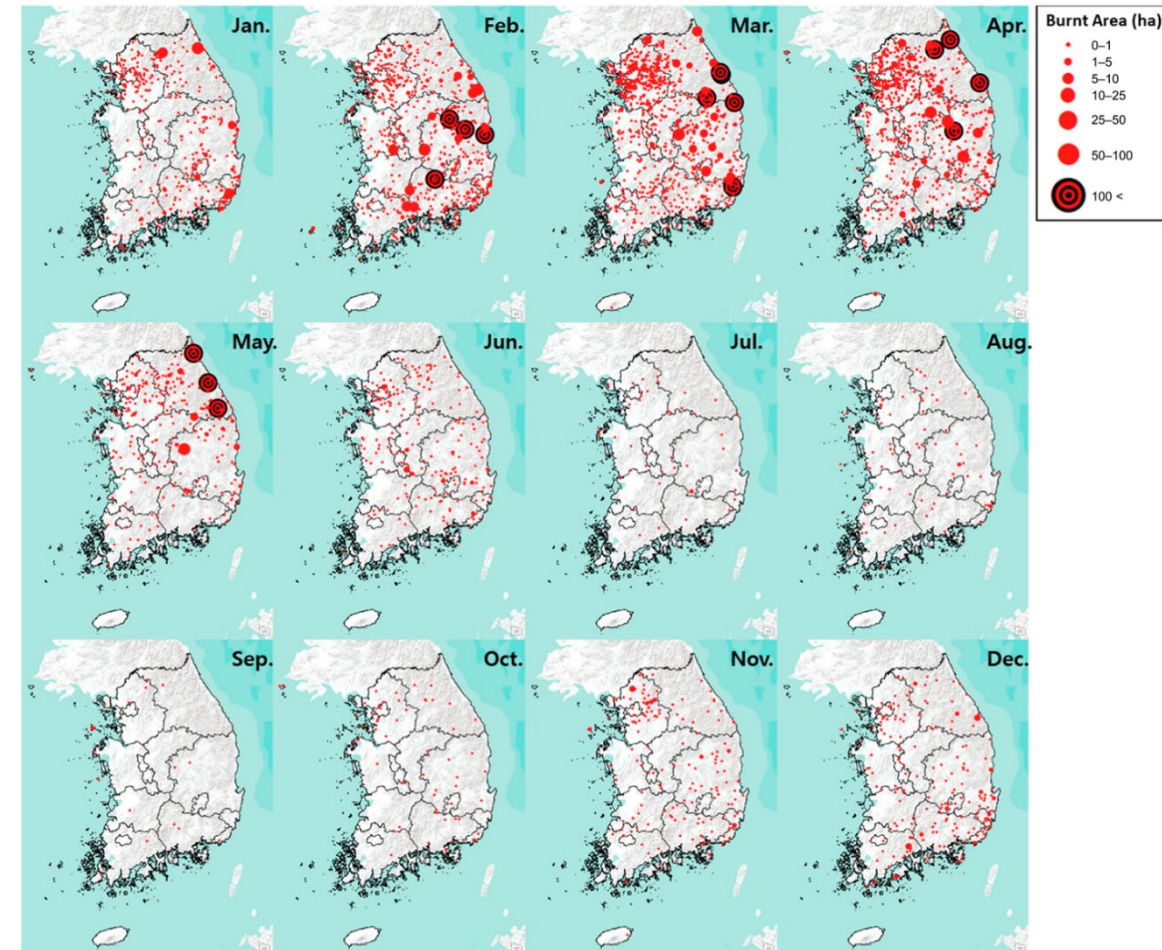 Jan.
Feb.
Mar.
Apr.
Burnt Area (ha)
0–1
1–5
5–10
10–25
25–50
50–100
100 <
May.
Jun.
Jul.
Aug.
Sep.
Oct.
Nov.
Dec.